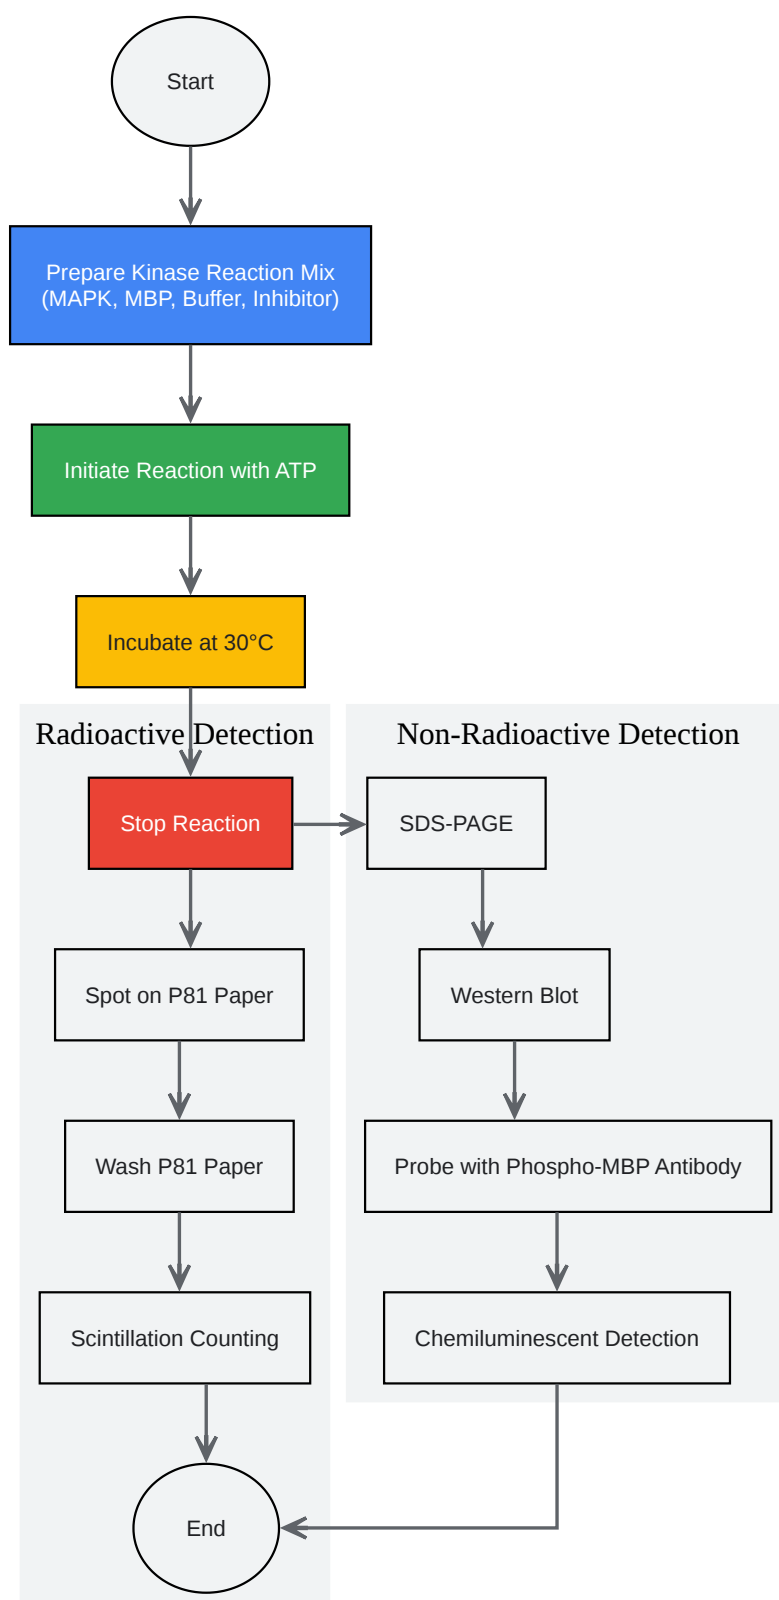 Start
Prepare Kinase Reaction Mix
(MAPK, MBP, Buffer, Inhibitor)
Initiate Reaction with ATP
Incubate at 30°C
Radioactive Detection
Non-Radioactive Detection
Stop Reaction
SDS-PAGE
Spot on P81 Paper
Western Blot
Wash P81 Paper
Probe with Phospho-MBP Antibody
Scintillation Counting
Chemiluminescent Detection
End